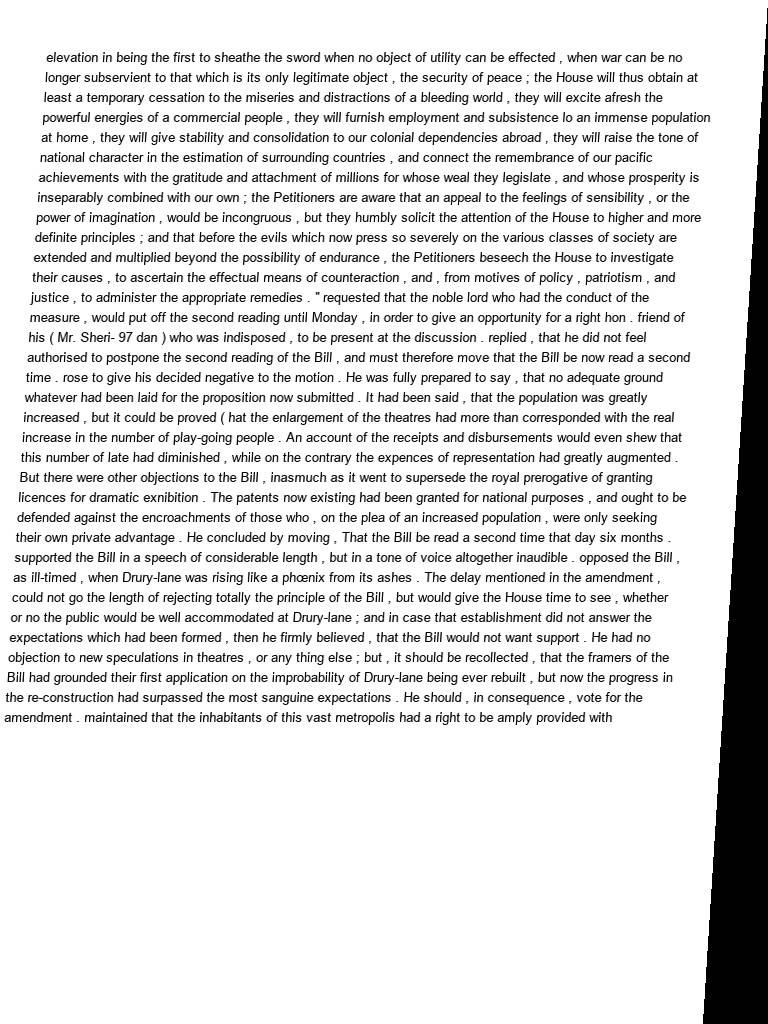 elevation in being the first to sheathe the sword when no object of utility can be effected , when war can be no
longer subservient to that which is its only legitimate object , the security of peace ; the House will thus obtain at
least a temporary cessation to the miseries and distractions of a bleeding world , they will excite afresh the
powerful energies of a commercial people , they will furnish employment and subsistence lo an immense population
at home , they will give stability and consolidation to our colonial dependencies abroad , they will raise the tone of
national character in the estimation of surrounding countries , and connect the remembrance of our pacific
achievements with the gratitude and attachment of millions for whose weal they legislate , and whose prosperity is
inseparably combined with our own ; the Petitioners are aware that an appeal to the feelings of sensibility , or the
power of imagination , would be incongruous , but they humbly solicit the attention of the House to higher and more
definite principles ; and that before the evils which now press so severely on the various classes of society are
extended and multiplied beyond the possibility of endurance , the Petitioners beseech the House to investigate
their causes , to ascertain the effectual means of counteraction , and , from motives of policy , patriotism , and
justice , to administer the appropriate remedies . " requested that the noble lord who had the conduct of the
measure , would put off the second reading until Monday , in order to give an opportunity for a right hon . friend of
his ( Mr. Sheri- 97 dan ) who was indisposed , to be present at the discussion . replied , that he did not feel
authorised to postpone the second reading of the Bill , and must therefore move that the Bill be now read a second
time . rose to give his decided negative to the motion . He was fully prepared to say , that no adequate ground
whatever had been laid for the proposition now submitted . It had been said , that the population was greatly
increased , but it could be proved ( hat the enlargement of the theatres had more than corresponded with the real
increase in the number of play-going people . An account of the receipts and disbursements would even shew that
this number of late had diminished , while on the contrary the expences of representation had greatly augmented .
But there were other objections to the Bill , inasmuch as it went to supersede the royal prerogative of granting
licences for dramatic exnibition . The patents now existing had been granted for national purposes , and ought to be
defended against the encroachments of those who , on the plea of an increased population , were only seeking
their own private advantage . He concluded by moving , That the Bill be read a second time that day six months .
supported the Bill in a speech of considerable length , but in a tone of voice altogether inaudible . opposed the Bill ,
as ill-timed , when Drury-lane was rising like a phœnix from its ashes . The delay mentioned in the amendment ,
could not go the length of rejecting totally the principle of the Bill , but would give the House time to see , whether
or no the public would be well accommodated at Drury-lane ; and in case that establishment did not answer the
expectations which had been formed , then he firmly believed , that the Bill would not want support . He had no
objection to new speculations in theatres , or any thing else ; but , it should be recollected , that the framers of the
Bill had grounded their first application on the improbability of Drury-lane being ever rebuilt , but now the progress in
the re-construction had surpassed the most sanguine expectations . He should , in consequence , vote for the
amendment . maintained that the inhabitants of this vast metropolis had a right to be amply provided with